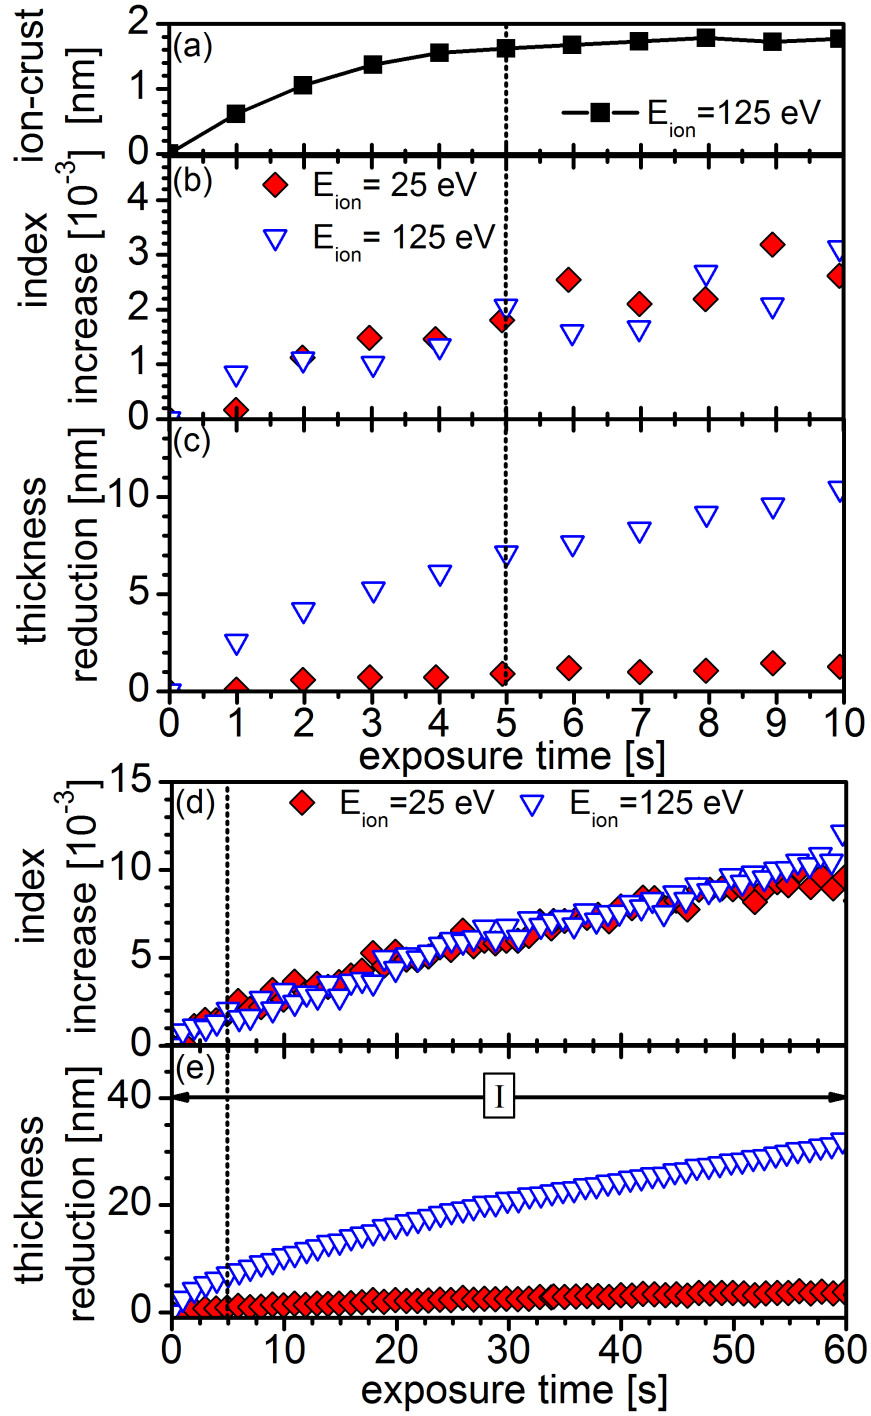 (a)
ion-crust
[nm]
2
1
0
E_ion=125 eV
(b)
index
increase [10^-3]
4
3
2
1
0
E_ion= 25 eV
E_ion= 125 eV
(c)
thickness
reduction [nm]
10
5
0
0 1 2 3 4 5 6 7 8 9 10
exposure time [s]
(d)
index
increase [10^-3]
15
10
5
0
E_ion=25 eV E_ion=125 eV
(e)
thickness
reduction [nm]
40
20
0
I
0 10 20 30 40 50 60
exposure time [s]